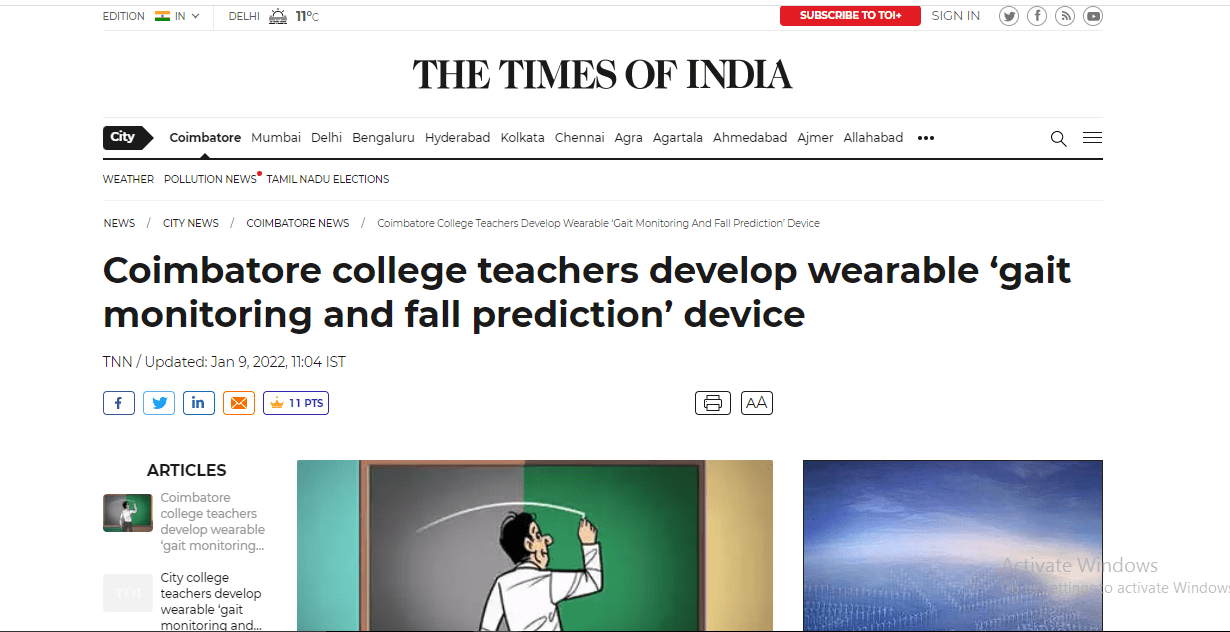 EDITION IN DELHI 11°C SUBSCRIBE TO TOI+ SIGN IN
THE TIMES OF INDIA
City Coimbatore Mumbai Delhi Bengaluru Hyderabad Kolkata Chennai Agra Agartala Ahmedabad Ajmer Allahabad •••
WEATHER POLLUTION NEWS TAMIL NADU ELECTIONS
NEWS / CITY NEWS / COIMBATORE NEWS / Coimbatore College Teachers Develop Wearable ‘Gait Monitoring And Fall Prediction’ Device
Coimbatore college teachers develop wearable ‘gait
monitoring and fall prediction’ device
TNN / Updated: Jan 9, 2022, 11:04 IST
f in 11 PTS AA
ARTICLES
Coimbatore
college teachers
develop wearable
‘gait monitoring...
TOI
City college
teachers develop
wearable ‘gait
monitoring and...
Activate Windows
to activate Windows